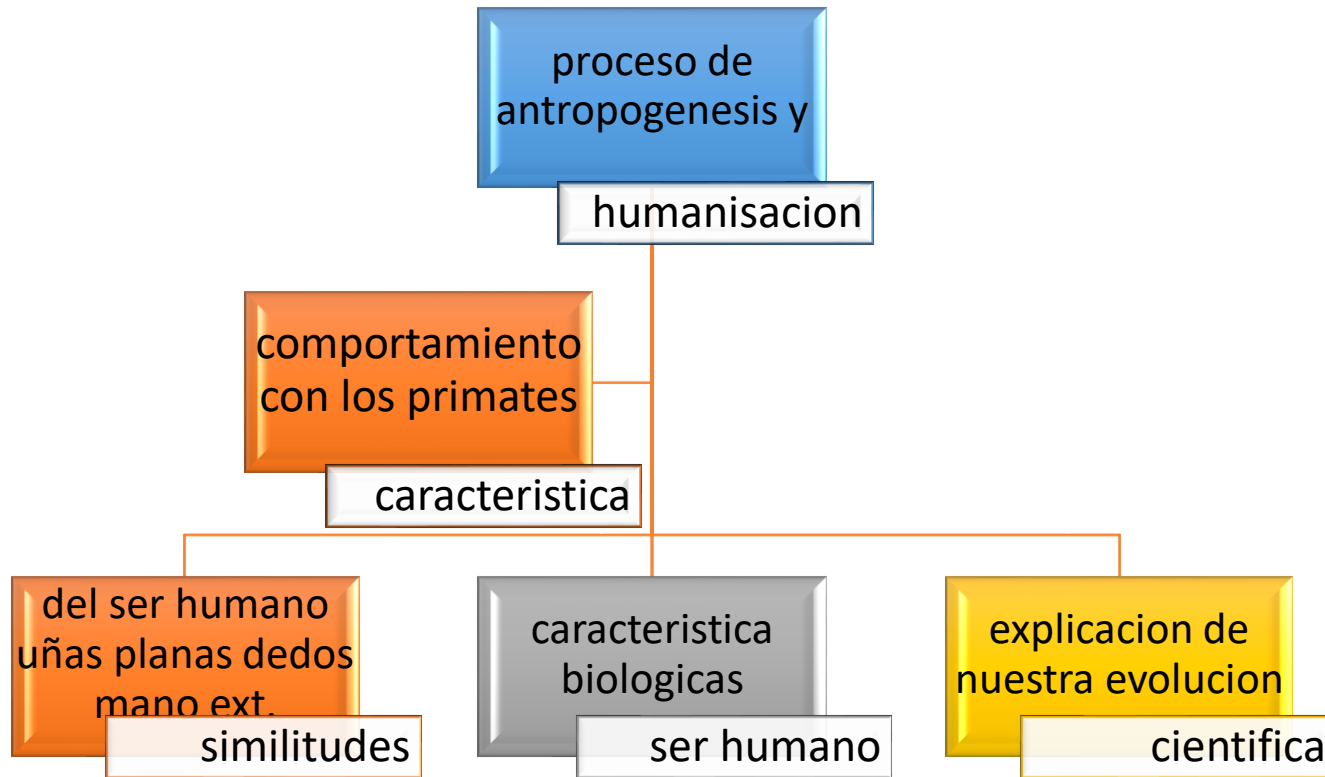 proceso de
antropogenesis y
humanisacion
comportamiento
con los primates
caracteristica
del ser humano
uñas planas dedos
mano ext.
similitudes
caracteristica
biologicas
ser humano
explicacion de
nuestra evolucion
cientifica